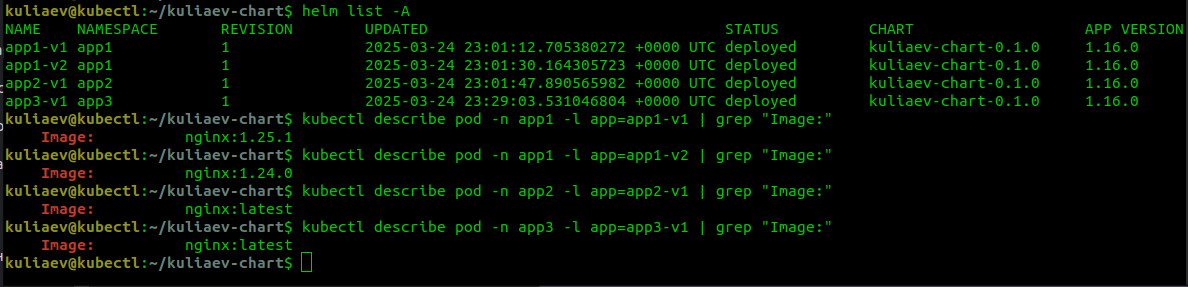 kuliaev@kubectl:~/kuliaev-chart$ helm list -A
NAME NAMESPACE REVISION UPDATED STATUS CHART APP VERSION
app1-v1 app1 1 2025-03-24 23:01:12.705380272 +0000 UTC deployed kuliaev-chart-0.1.0 1.16.0
app1-v2 app1 1 2025-03-24 23:01:30.164305723 +0000 UTC deployed kuliaev-chart-0.1.0 1.16.0
app2-v1 app2 1 2025-03-24 23:01:47.890565982 +0000 UTC deployed kuliaev-chart-0.1.0 1.16.0
app3-v1 app3 1 2025-03-24 23:29:03.531046804 +0000 UTC deployed kuliaev-chart-0.1.0 1.16.0
kuliaev@kubectl:~/kuliaev-chart$ kubectl describe pod -n app1 -l app=app1-v1 | grep "Image:"
Image: nginx:1.25.1
kuliaev@kubectl:~/kuliaev-chart$ kubectl describe pod -n app1 -l app=app1-v2 | grep "Image:"
Image: nginx:1.24.0
kuliaev@kubectl:~/kuliaev-chart$ kubectl describe pod -n app2 -l app=app2-v1 | grep "Image:"
Image: nginx:latest
kuliaev@kubectl:~/kuliaev-chart$ kubectl describe pod -n app3 -l app=app3-v1 | grep "Image:"
Image: nginx:latest
kuliaev@kubectl:~/kuliaev-chart$